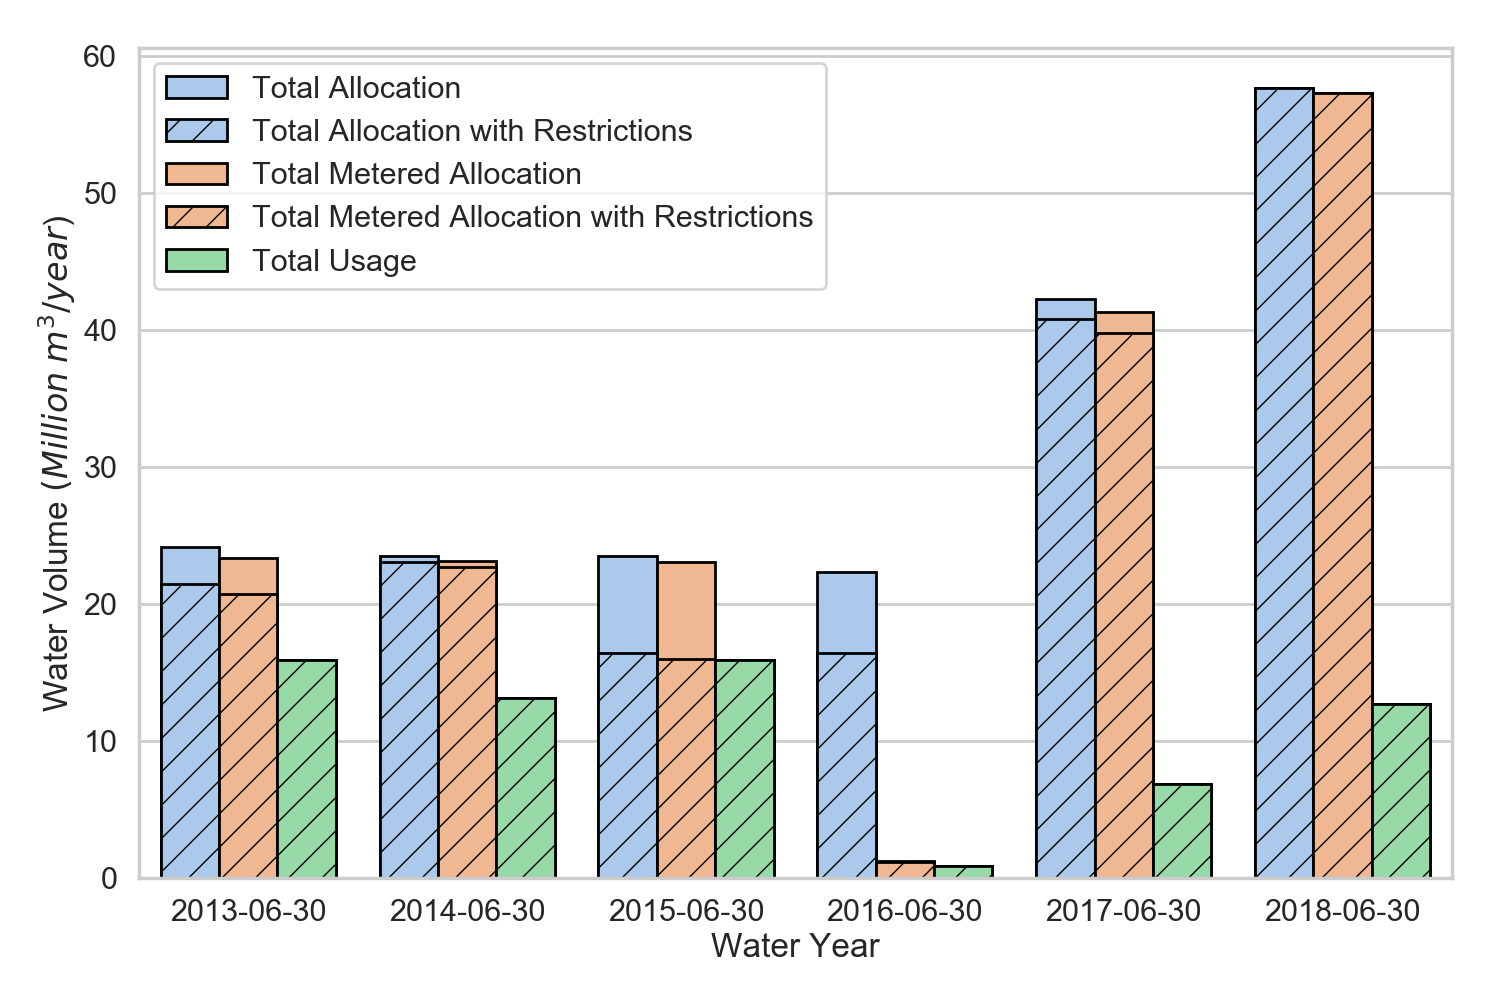 60
50
40
30
20
10
0
Water Volume (Million m³/year)
Total Allocation
Total Allocation with Restrictions
Total Metered Allocation
Total Metered Allocation with Restrictions
Total Usage
2013-06-30 2014-06-30 2015-06-30 2016-06-30 2017-06-30 2018-06-30
Water Year